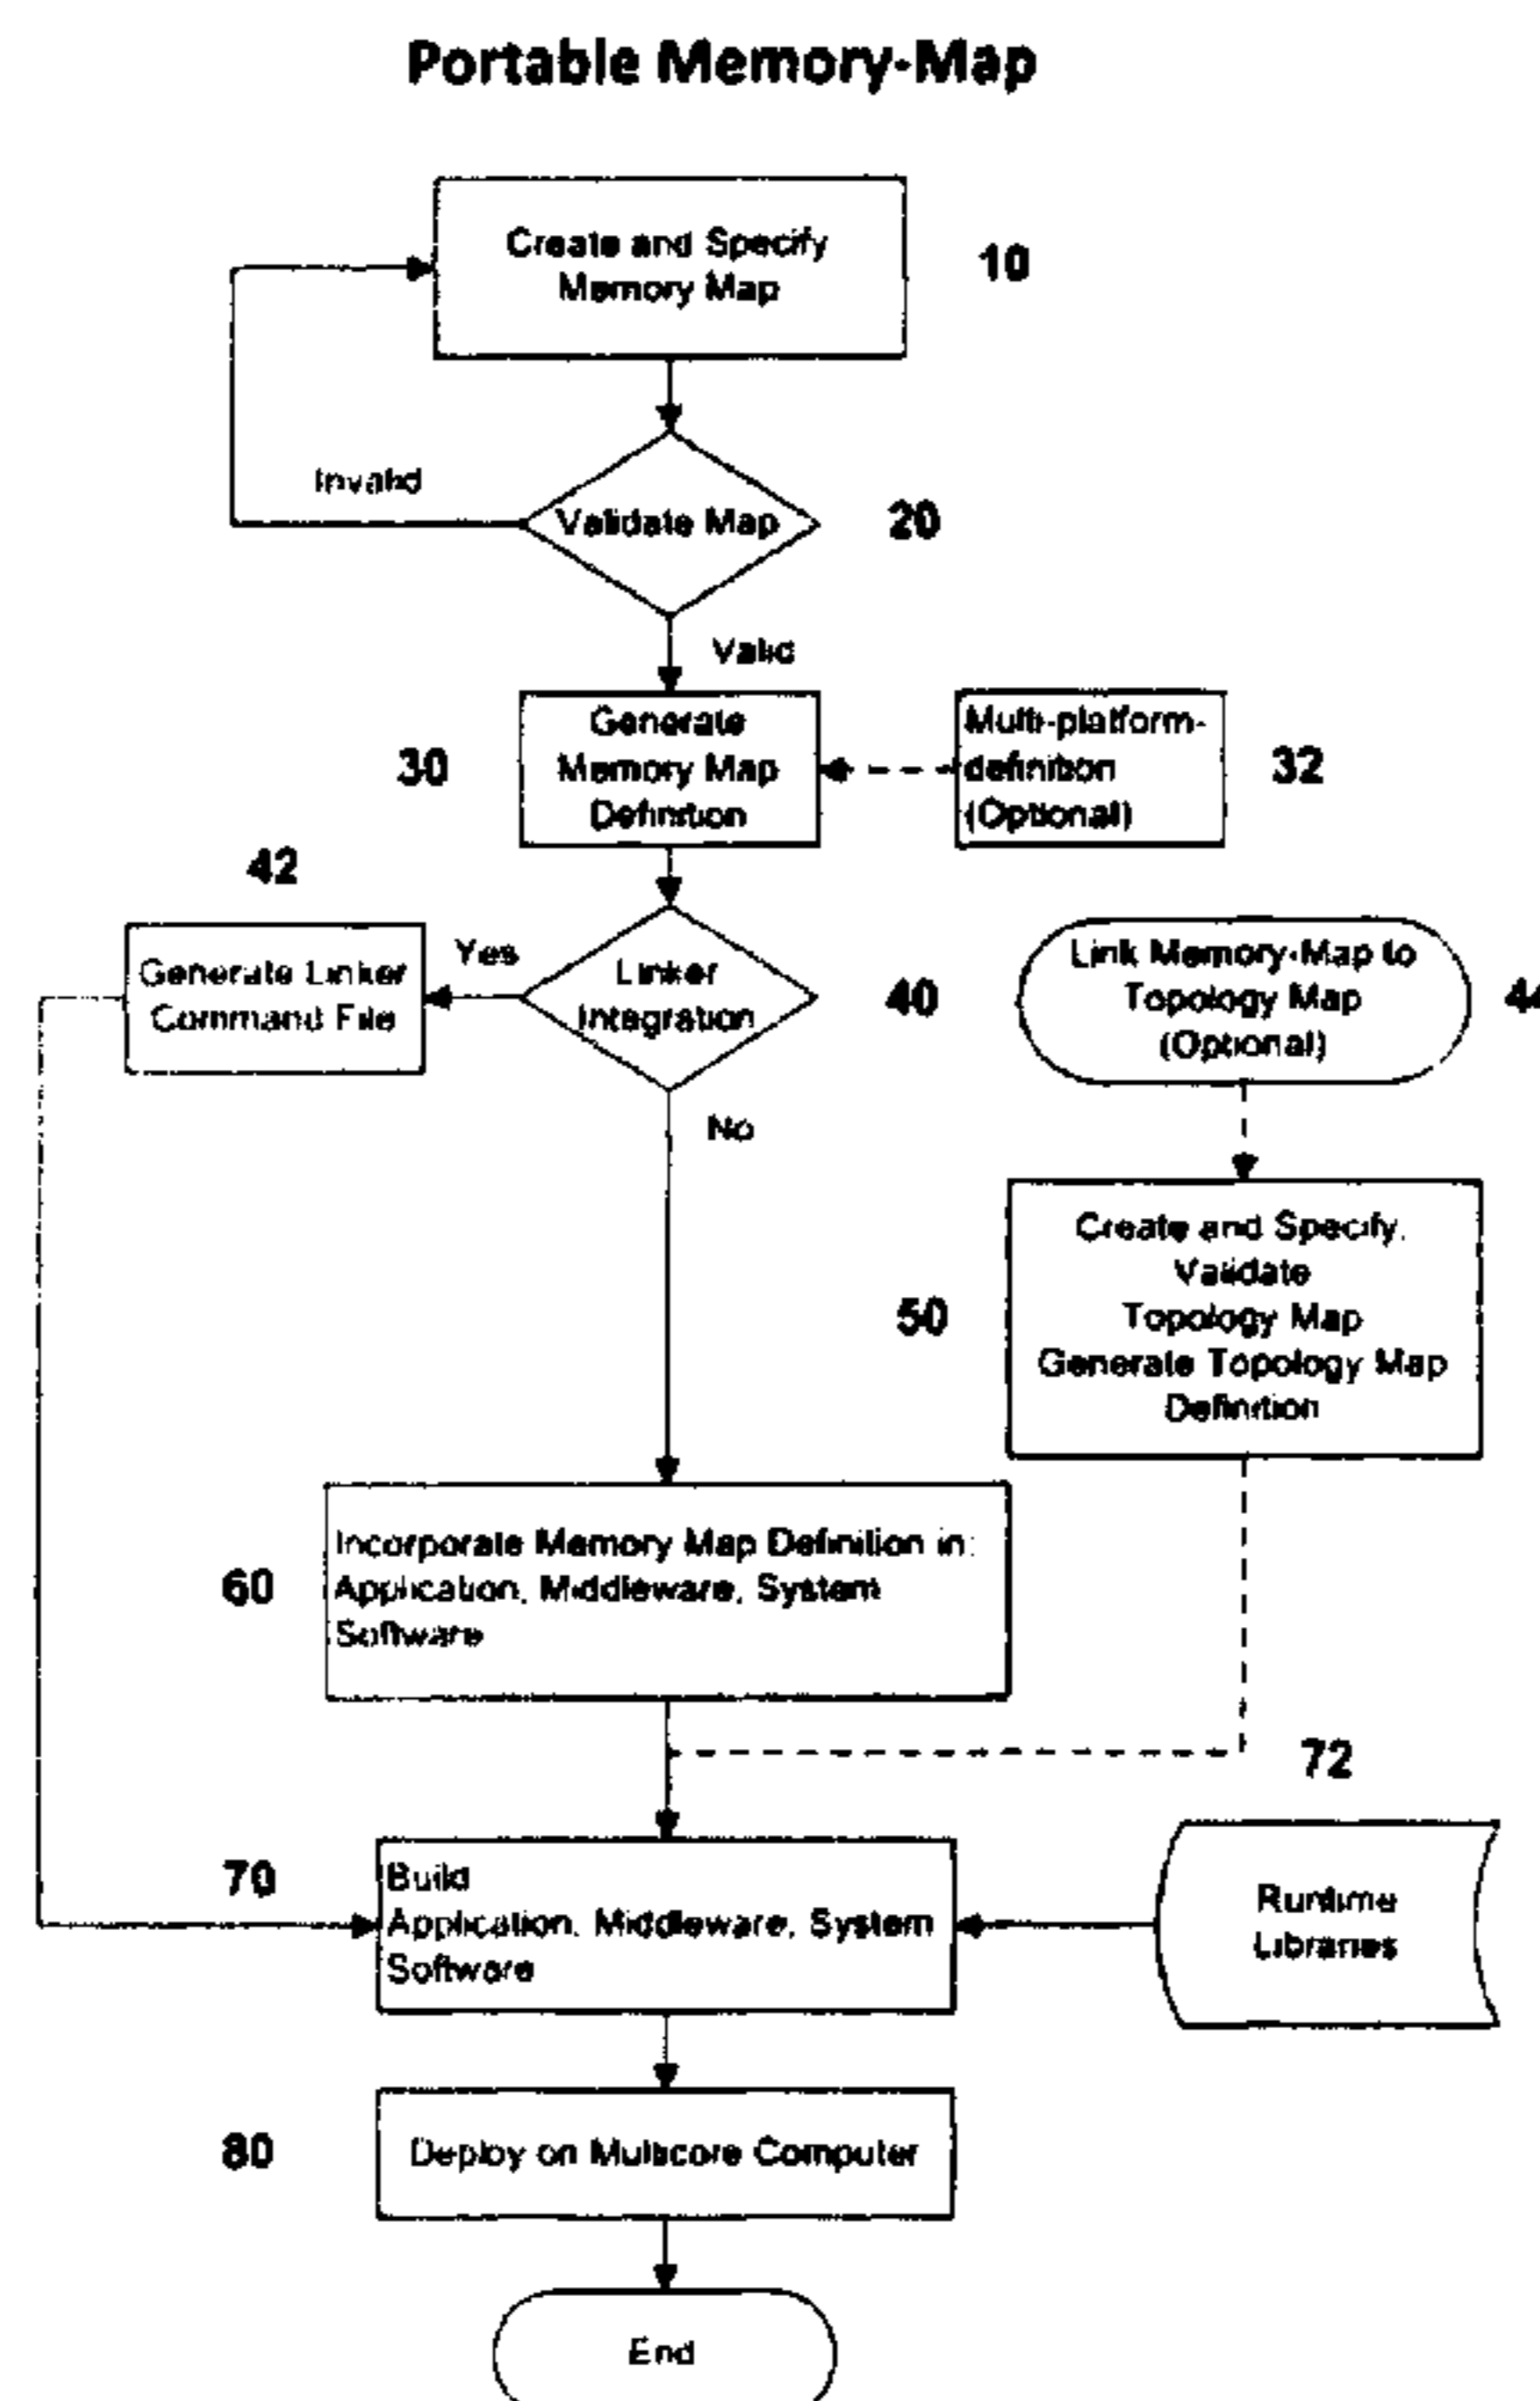 Portable Memory-Map
Create and Specify
Memory Map
10
Invalid
Validate Map
20
Valid
Generate
Memory Map
Definition
30
Multi-platform-
definition
(Optional)
32
42
Generate Linker
Command File
Yes
Linker
Integration
40
Link Memory-Map to
Topology Map
(Optional)
No
Create and Specify,
Validate
Topology Map
Generate Topology Map
Definition
50
Incorporate Memory Map Definition in:
Application, Middleware, System
Software
60
72
70
Build
Application, Middleware, System
Software
Runtime
Libraries
80
Deploy on Multicore Computer
End